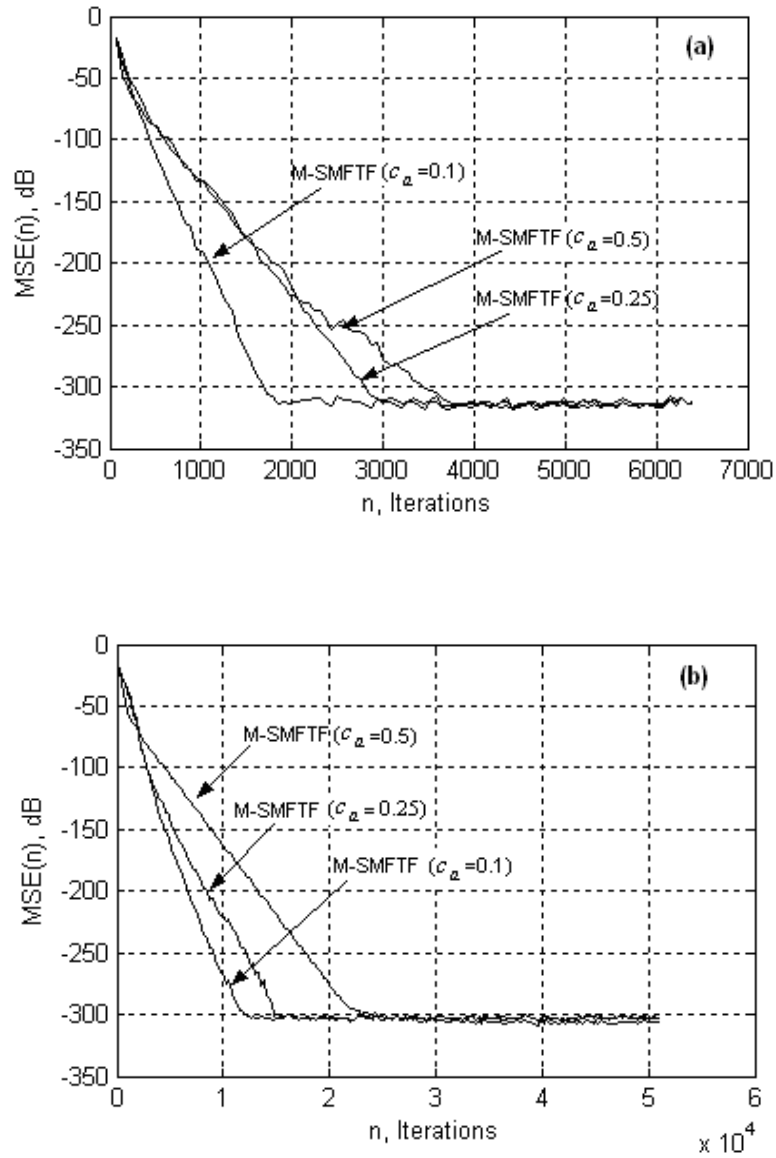 0
-50
-100
-150
-200
-250
-300
-350
MSE(n), dB
(a)
M-SMFTF (c_a=0.1)
M-SMFTF (c_a=0.5)
M-SMFTF (c_a=0.25)
0 1000 2000 3000 4000 5000 6000 7000
n, Iterations
0
-50
-100
-150
-200
-250
-300
-350
MSE(n), dB
(b)
M-SMFTF (c_a=0.5)
M-SMFTF (c_a=0.25)
M-SMFTF (c_a=0.1)
0 1 2 3 4 5 6
n, Iterations
x 10^4